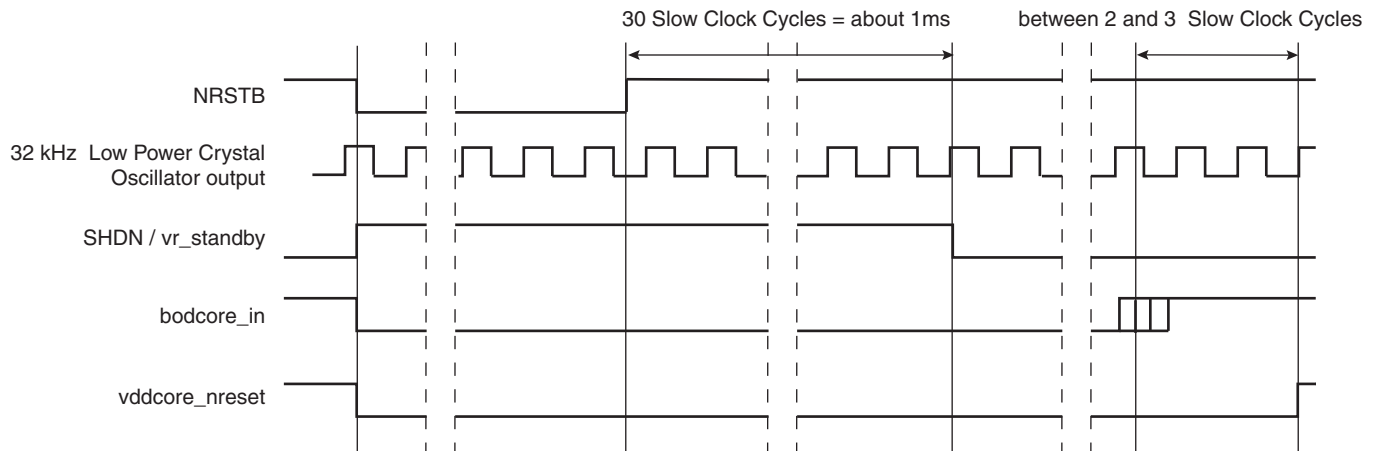 30 Slow Clock Cycles = about 1ms
between 2 and 3 Slow Clock Cycles
NRSTB
32 kHz Low Power Crystal
Oscillator output
SHDN / vr_standby
bodcore_in
vddcore_nreset